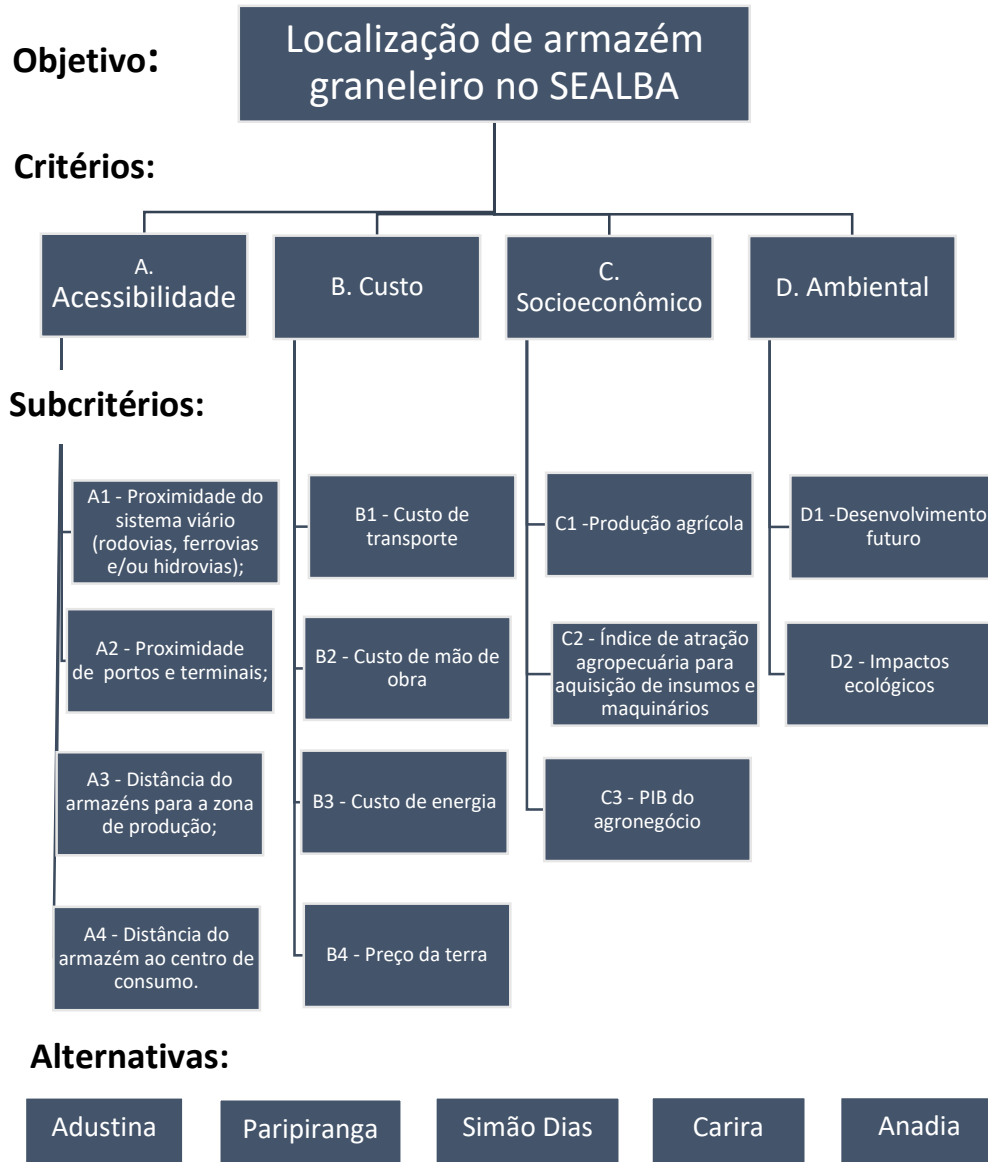 Objetivo:
Localização de armazém
graneleiro no SEALBA
Critérios:
A.
Acessibilidade
B. Custo
C.
Socioeconômico
D. Ambiental
Subcritérios:
A1 - Proximidade do
sistema viário
(rodovias, ferrovias
e/ou hidrovias);
A2 - Proximidade
de portos e terminais;
A3 - Distância do
armazéns para a zona
de produção;
A4 - Distância do
armazém ao centro de
consumo.
B1 - Custo de
transporte
B2 - Custo de mão de
obra
B3 - Custo de energia
B4 - Preço da terra
C1 -Produção agrícola
C2 - Índice de atração
agropecuária para
aquisição de insumos e
maquinários
C3 - PIB do
agronegócio
D1 -Desenvolvimento
futuro
D2 - Impactos
ecológicos
Alternativas:
Adustina
Paripiranga
Simão Dias
Carira
Anadia